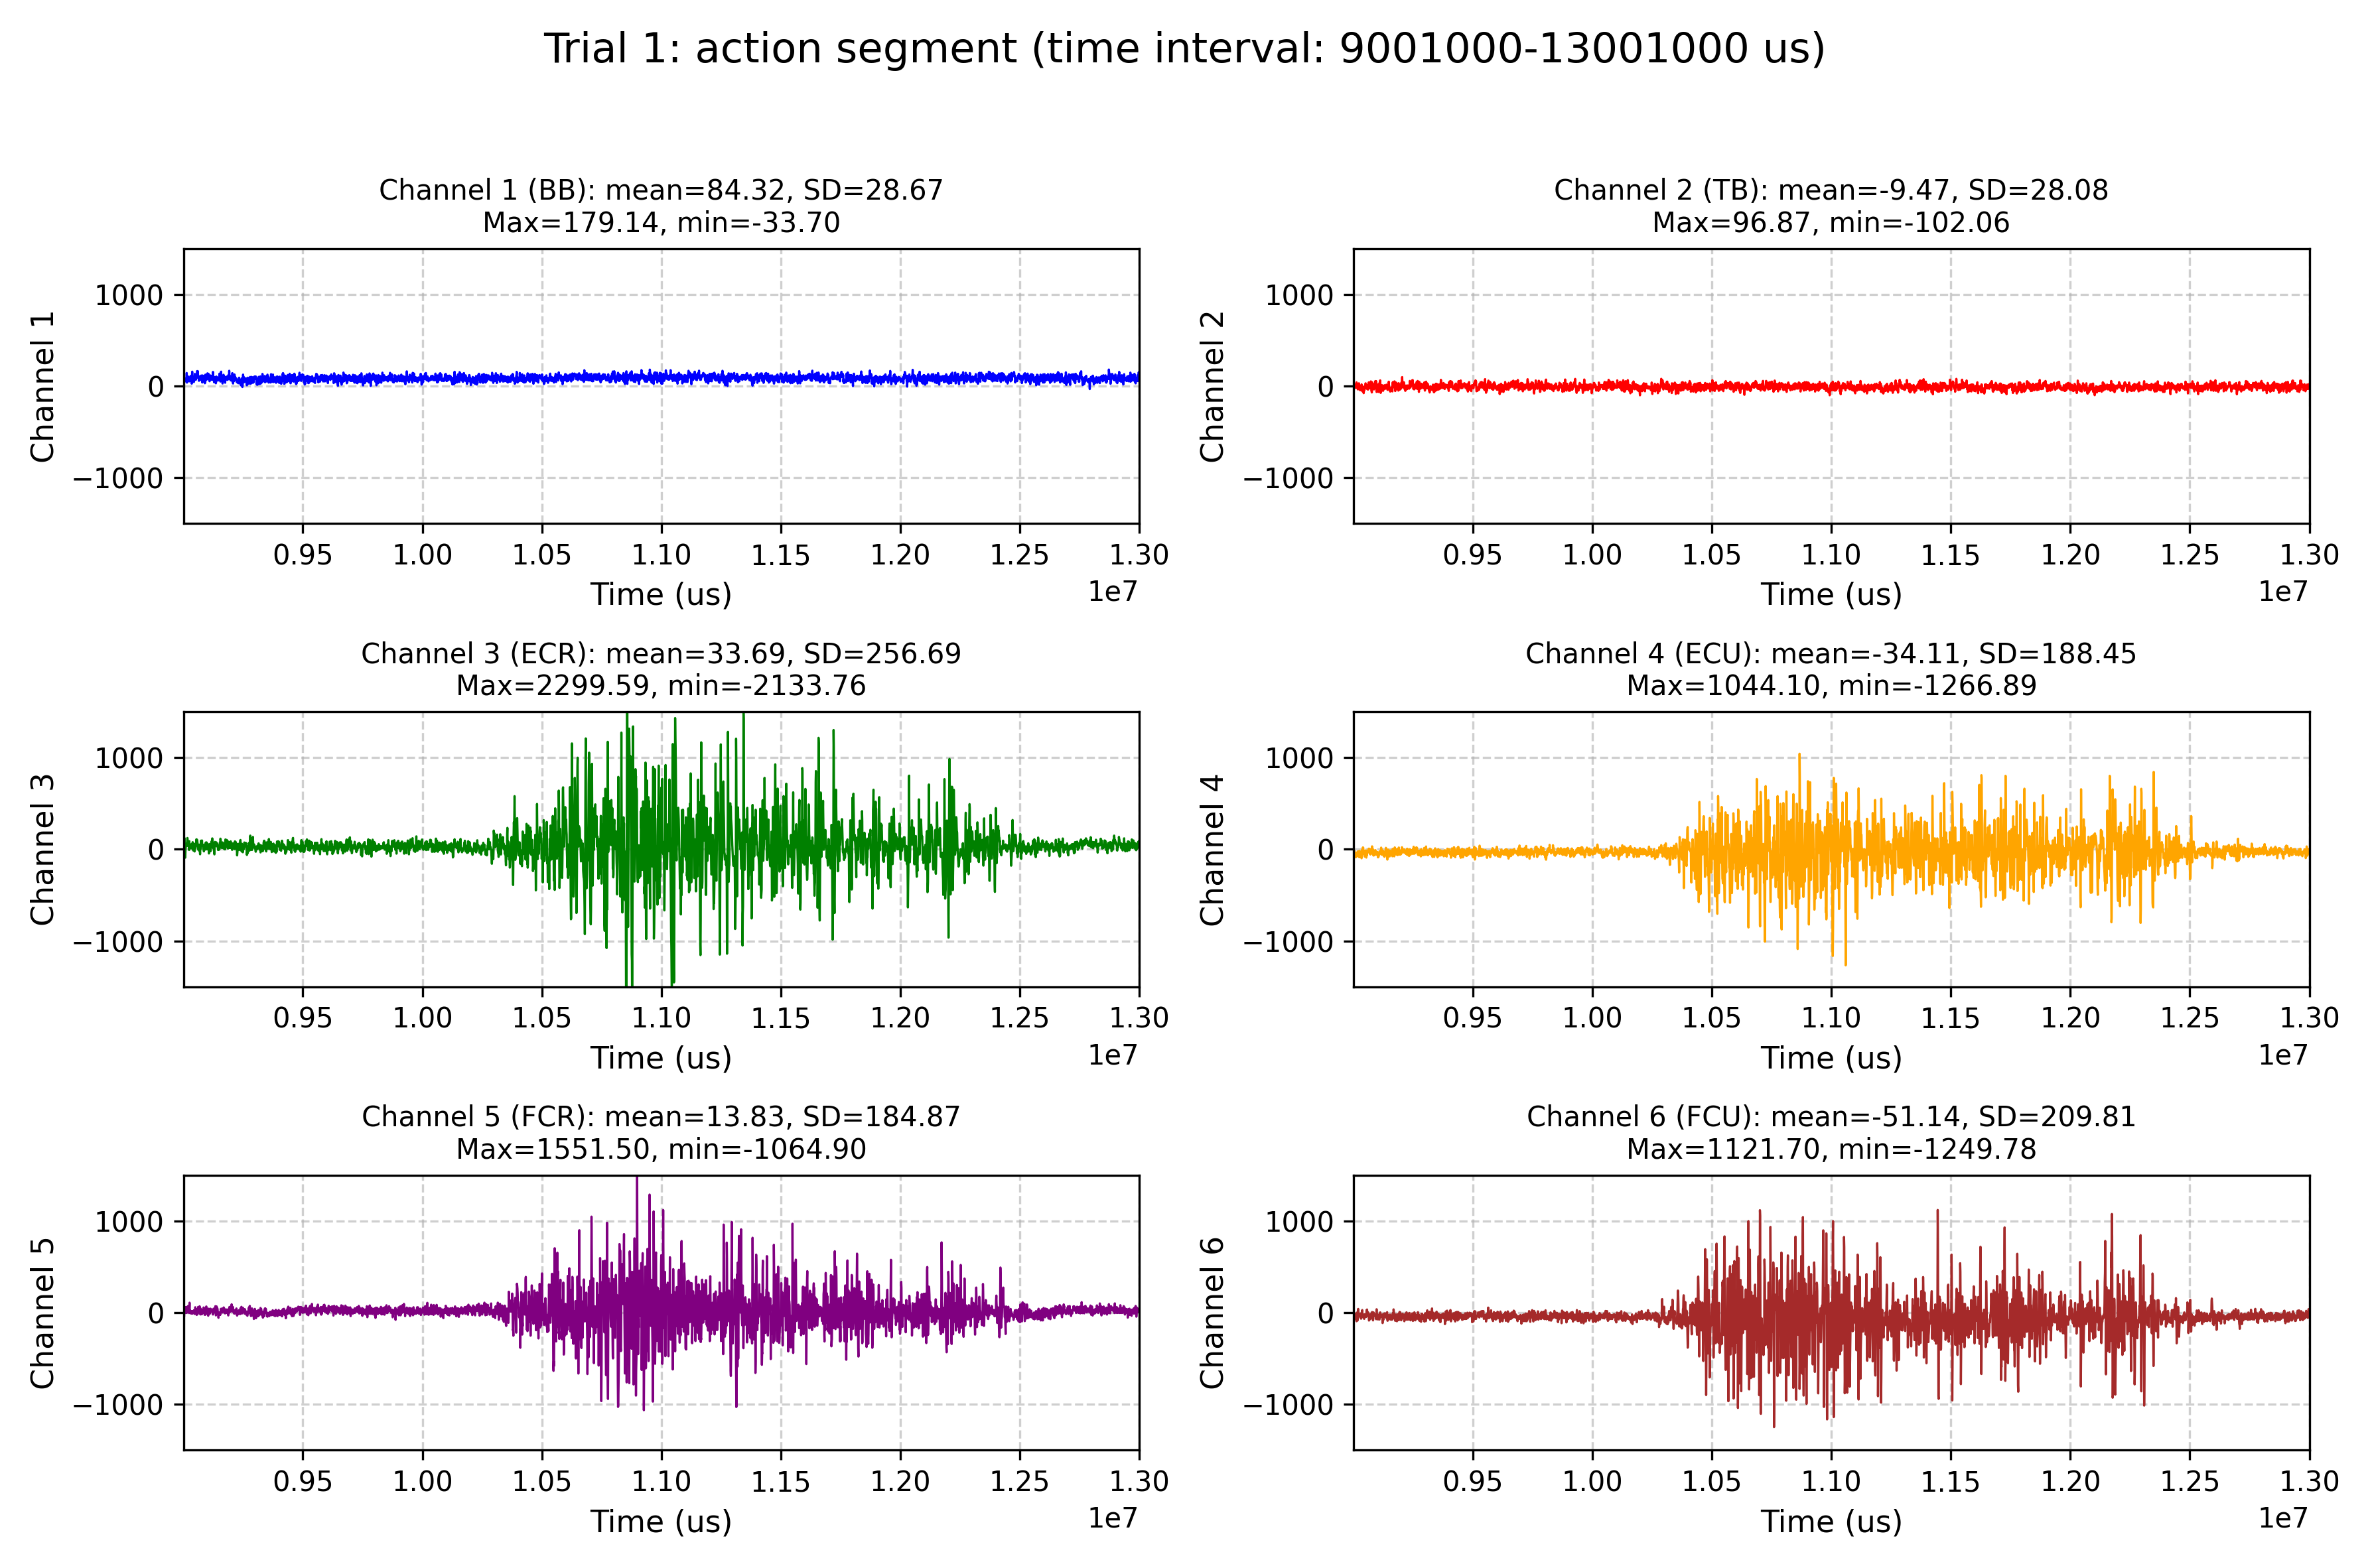 Trial 1: action segment (time interval: 9001000-13001000 us)
Channel 1 (BB): mean=84.32, SD=28.67
Max=179.14, min=-33.70
Channel 1
1000
0
−1000
0.95 1.00 1.05 1.10 1.15 1.20 1.25 1.30
Time (us)
1e7
Channel 2 (TB): mean=-9.47, SD=28.08
Max=96.87, min=-102.06
Channel 2
1000
0
−1000
0.95 1.00 1.05 1.10 1.15 1.20 1.25 1.30
Time (us)
1e7
Channel 3 (ECR): mean=33.69, SD=256.69
Max=2299.59, min=-2133.76
Channel 3
1000
0
−1000
0.95 1.00 1.05 1.10 1.15 1.20 1.25 1.30
Time (us)
1e7
Channel 4 (ECU): mean=-34.11, SD=188.45
Max=1044.10, min=-1266.89
Channel 4
1000
0
−1000
0.95 1.00 1.05 1.10 1.15 1.20 1.25 1.30
Time (us)
1e7
Channel 5 (FCR): mean=13.83, SD=184.87
Max=1551.50, min=-1064.90
Channel 5
1000
0
−1000
0.95 1.00 1.05 1.10 1.15 1.20 1.25 1.30
Time (us)
1e7
Channel 6 (FCU): mean=-51.14, SD=209.81
Max=1121.70, min=-1249.78
Channel 6
1000
0
−1000
0.95 1.00 1.05 1.10 1.15 1.20 1.25 1.30
Time (us)
1e7